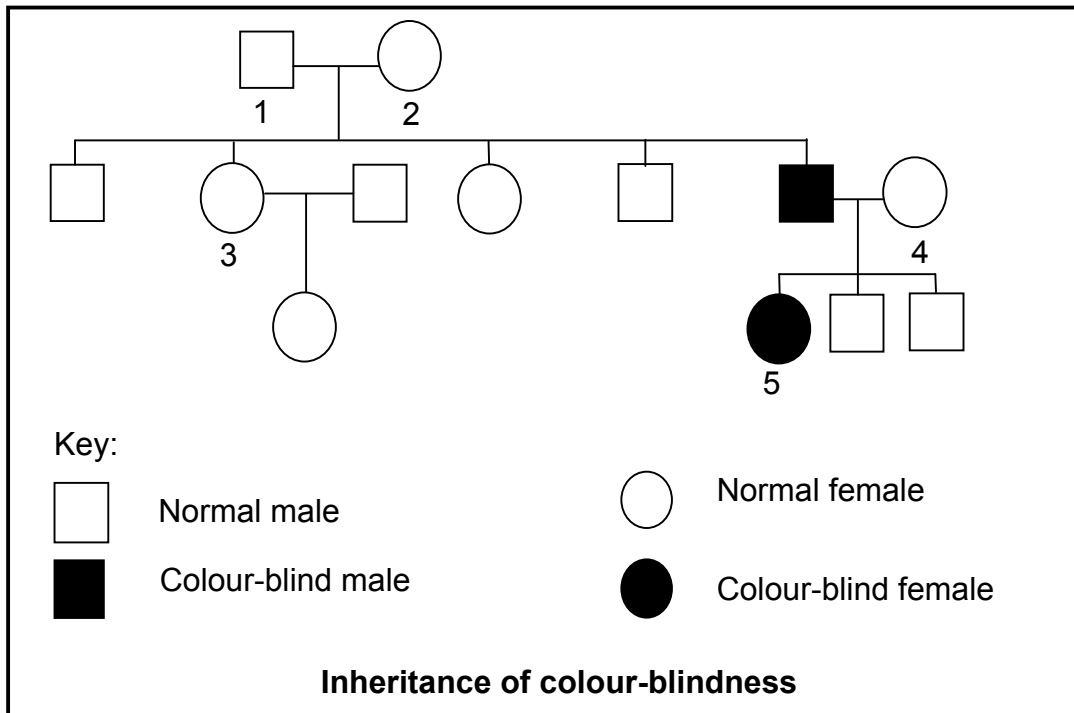 1
2
3
4
5
Key:
Normal male
Normal female
Colour-blind male
Colour-blind female
Inheritance of colour-blindness